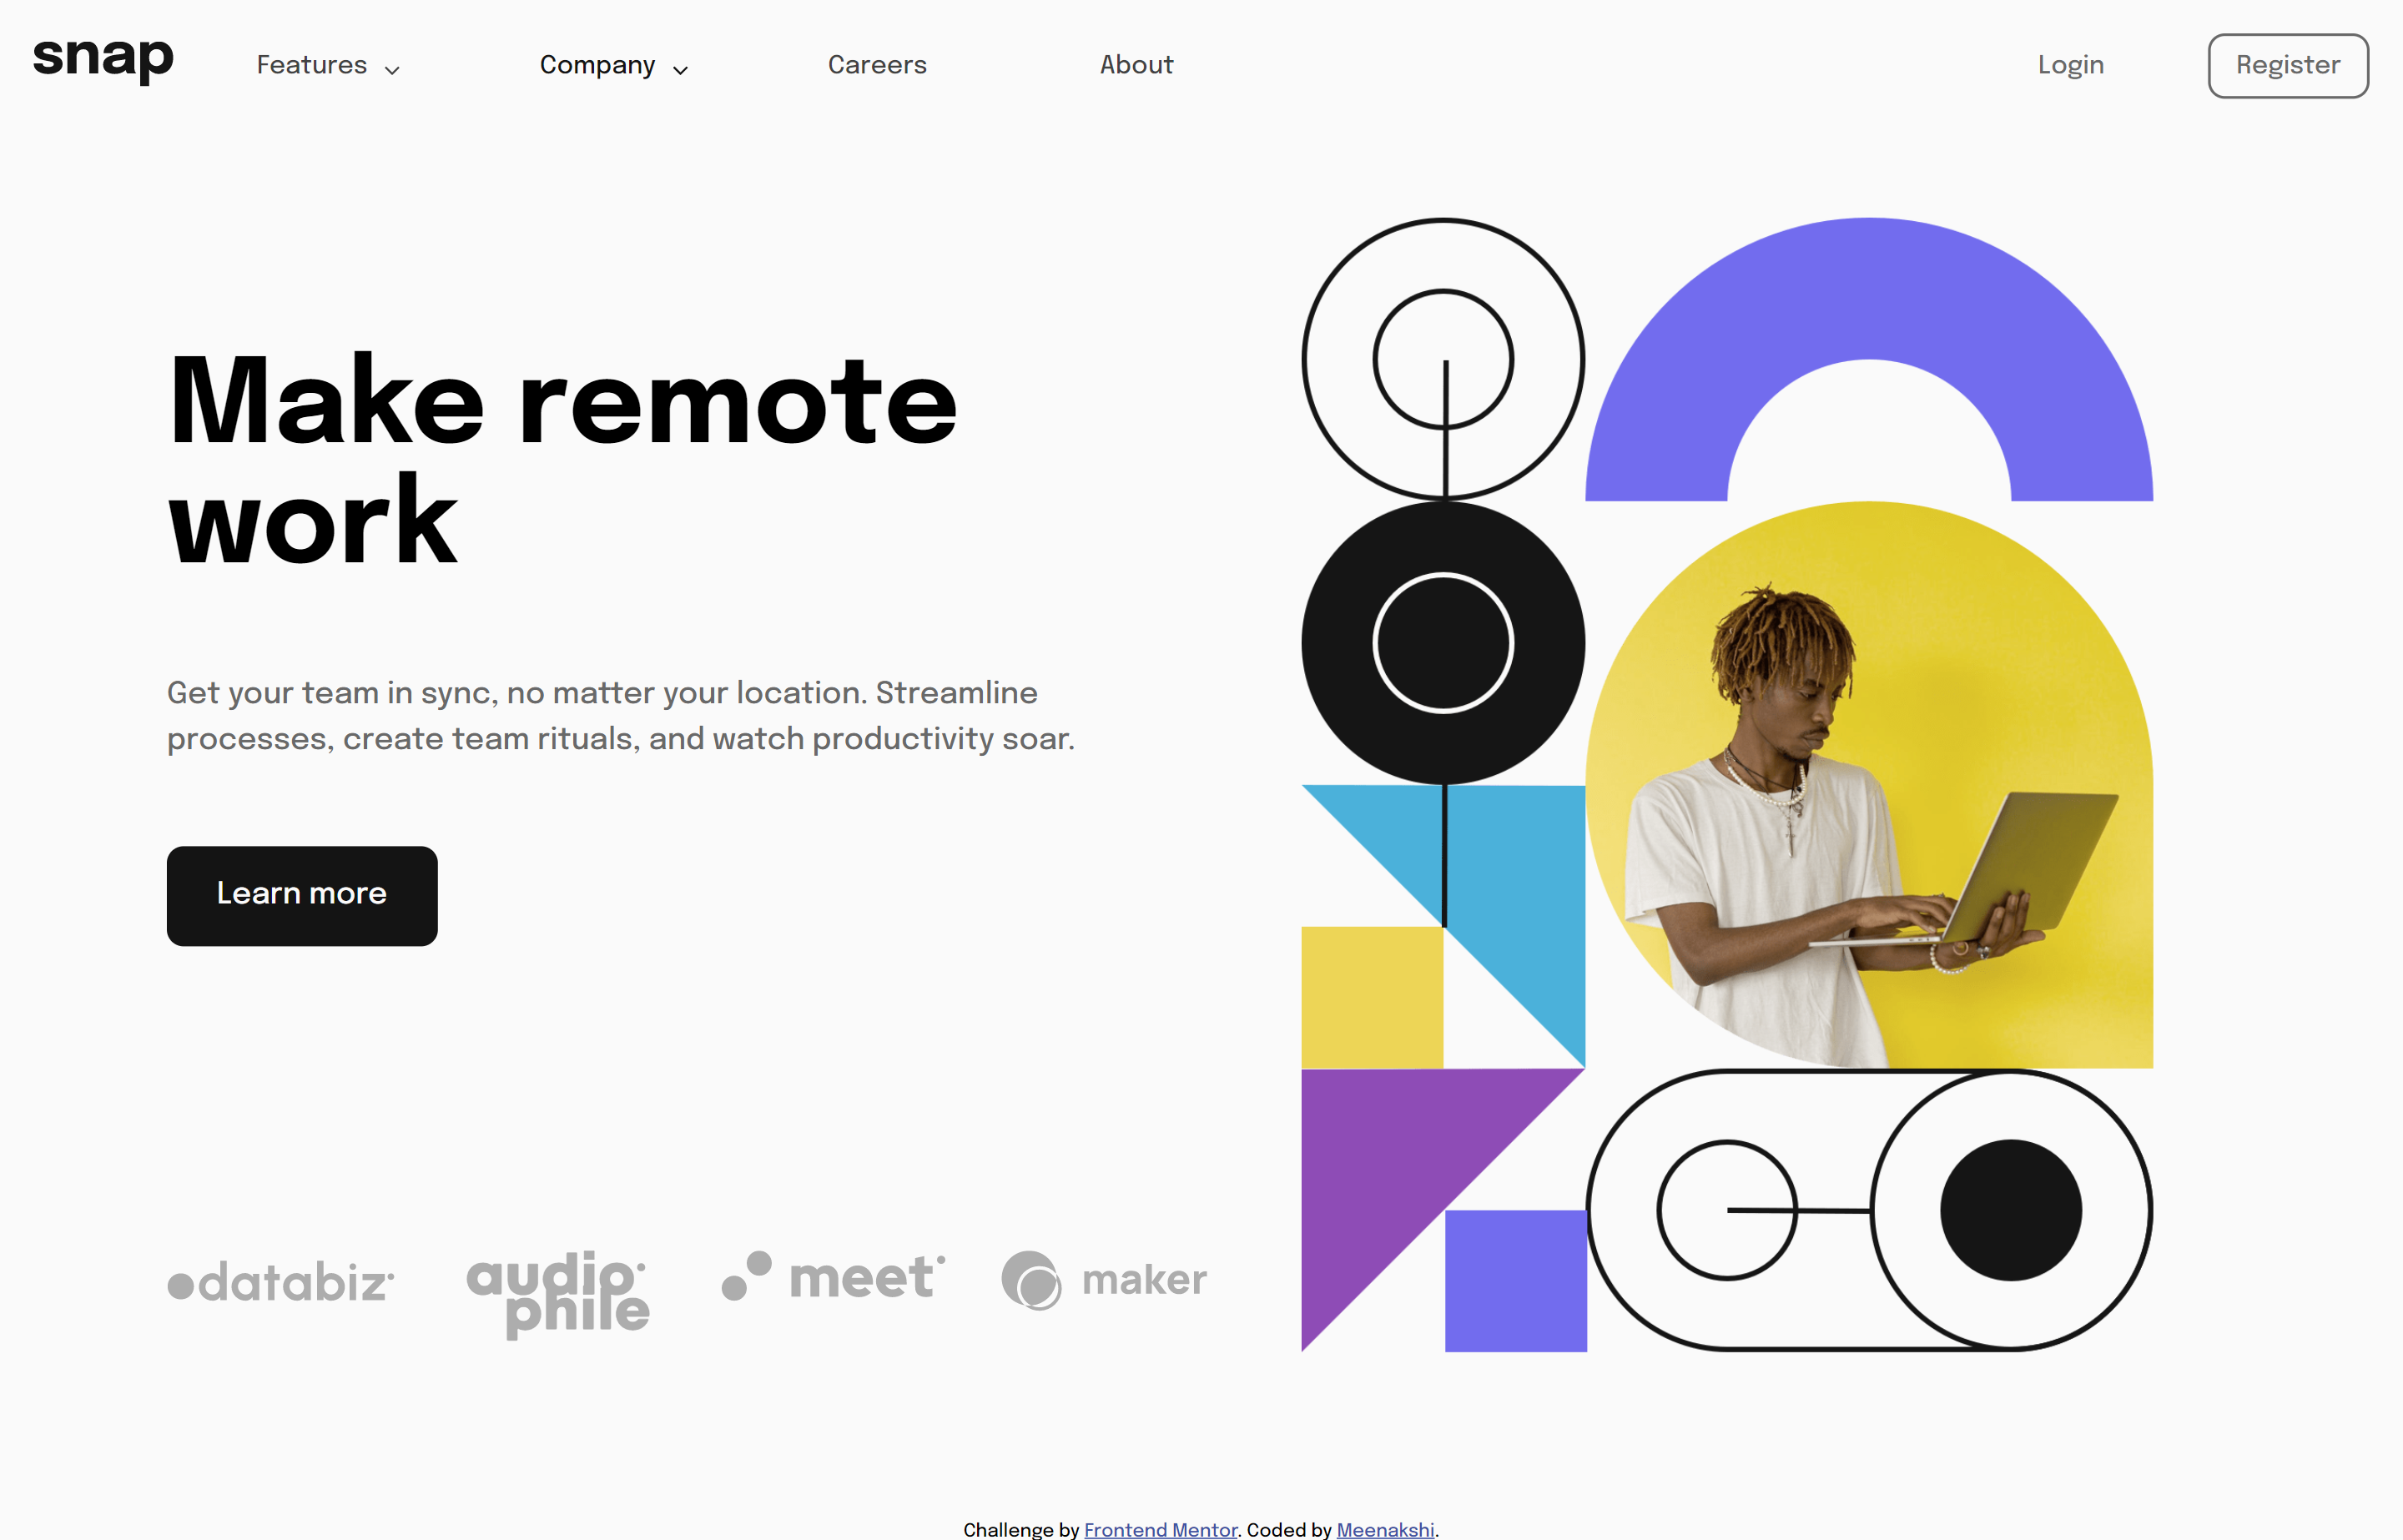 snap
Features
Company
Careers
About
Login
Register
Make remote
work
Get your team in sync, no matter your location. Streamline
processes, create team rituals, and watch productivity soar.
Learn more
databiz
audio
phile
meet
maker
Challenge by Frontend Mentor. Coded by Meenakshi.